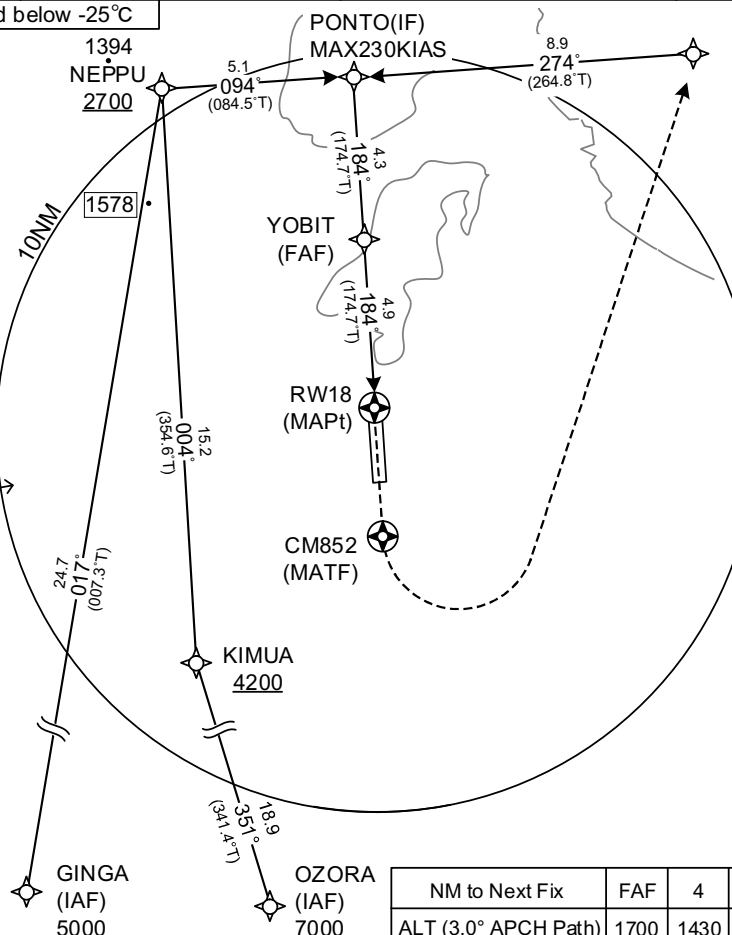 d below -25°C
PONTO(IF)
MAX230KIAS
1394
NEPPU
2700
5.1
094°
(084.5°T)
8.9
274°
(264.8°T)
4.3
184°
(174.7°T)
1578
10NM
YOBIT
(FAF)
4.9
184°
(174.7°T)
RW18
(MAPt)
15.2
004°
(354.6°T)
CM852
(MATF)
24.7
017°
(007.3°T)
KIMUA
4200
18.9
351°
(341.4°T)
GINGA
(IAF)
5000
OZORA
(IAF)
7000
NM to Next Fix FAF 4
ALT (3.0° APCH Path) 1700 1430